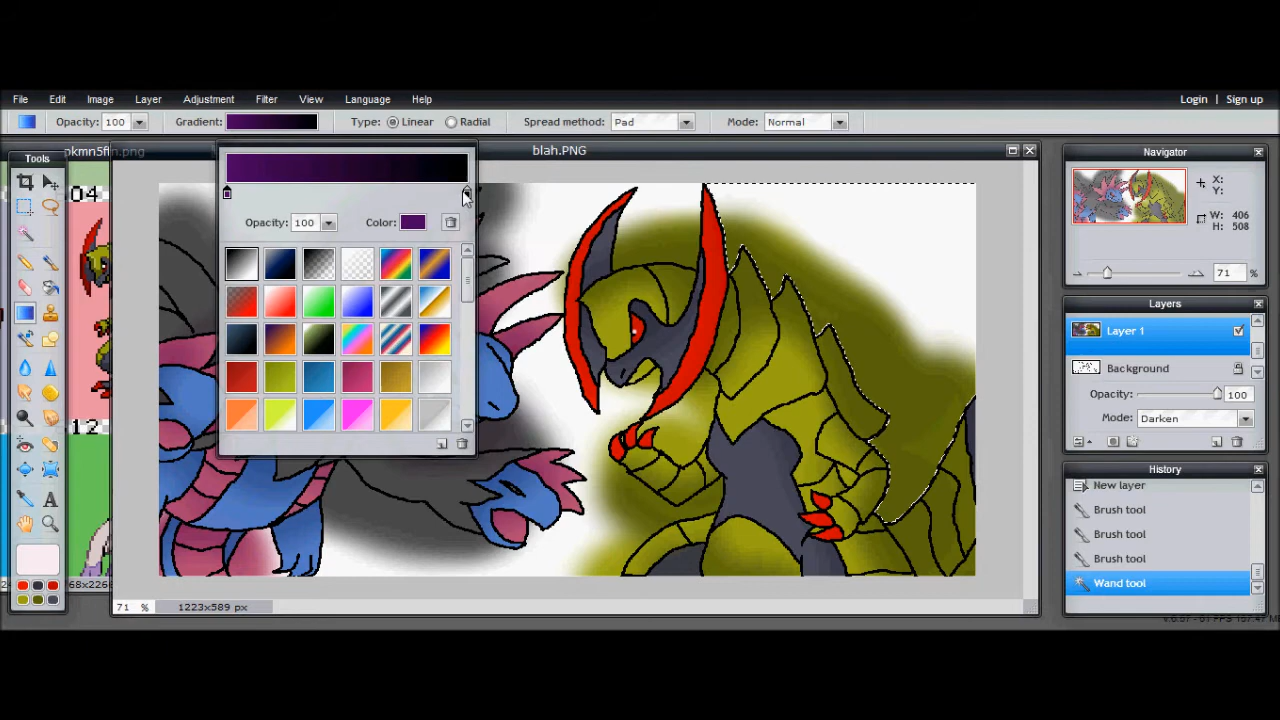 File Edit Image Layer Adjustment Filter View Language Help Login | Sign up
Opacity: 100 Gradient: Type: Linear Radial Spread method: Pad Mode: Normal
Tools
04
12
blah.PNG
Opacity: 100 Color:
71 % 1223x589 px
Navigator
X:
Y:
W: 406
H: 508
71 %
Layers
Layer 1
Background
Opacity: 100
Mode: Darken
History
New layer
Brush tool
Brush tool
Brush tool
Wand tool